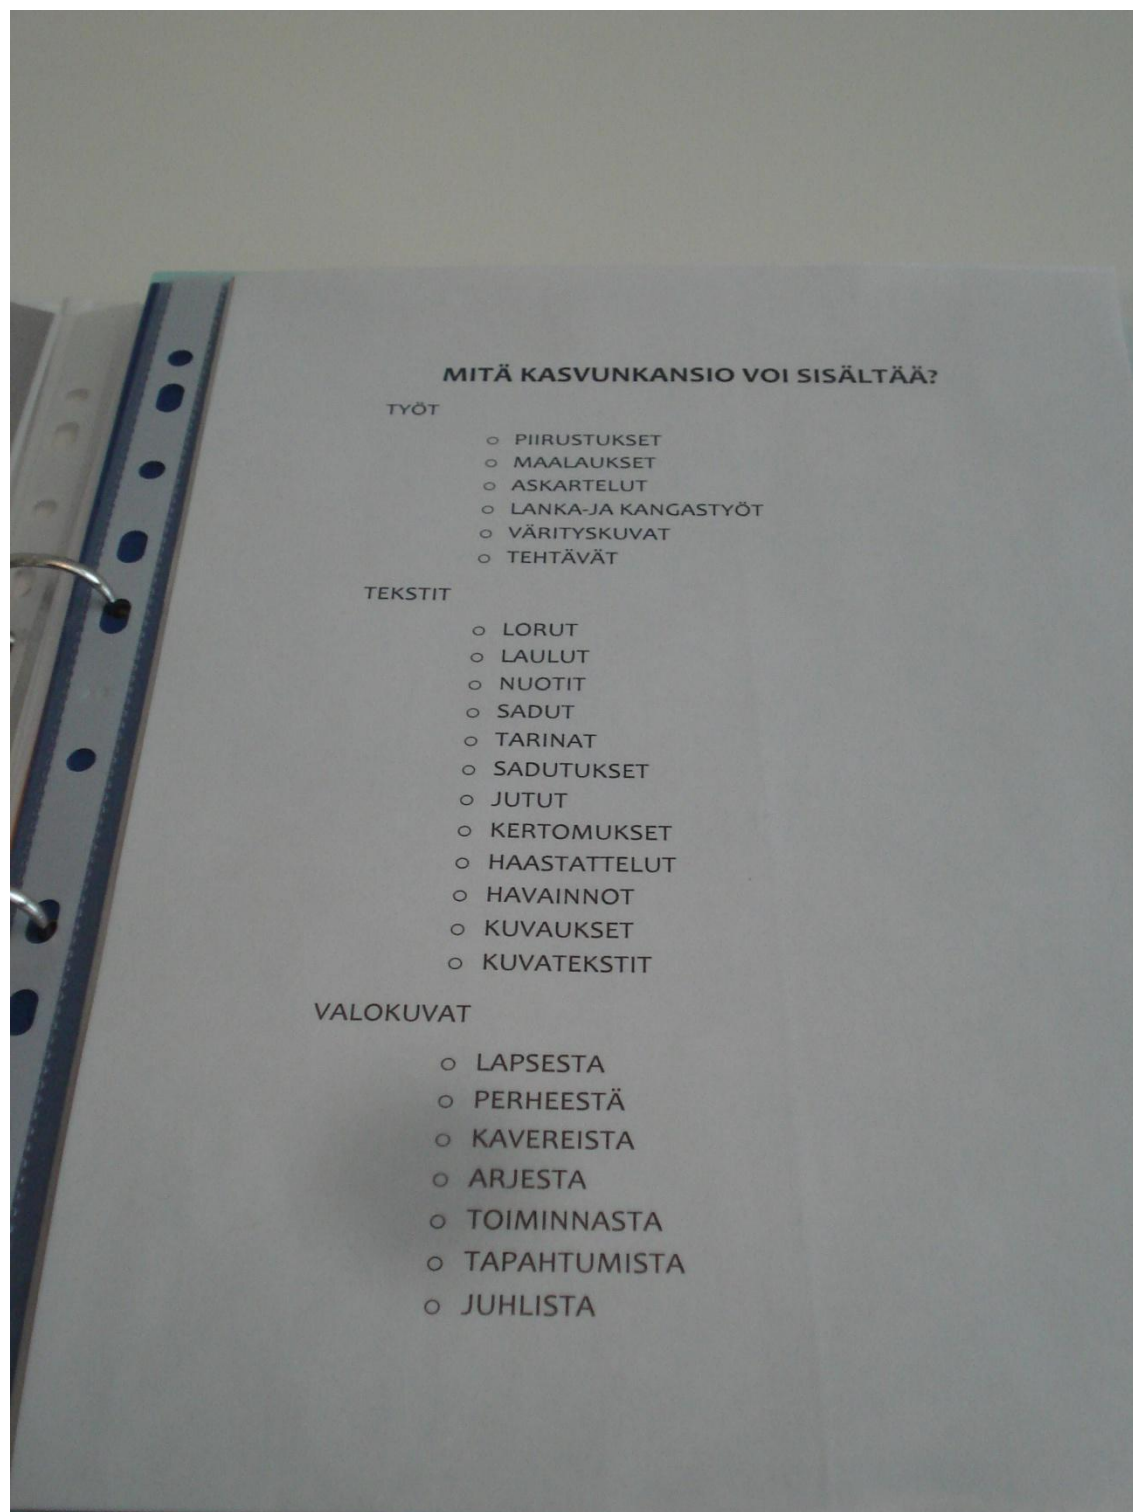 MITÄ KASVUNKANSIO VOI SISÄLTÄÄ?
TYÖT
○ PIIRUSTUKSET
○ MAALAUKSET
○ ASKARTELUT
○ LANKA-JA KANGASTYÖT
○ VÄRITYSKUVAT
○ TEHTÄVÄT
TEKSTIT
○ LORUT
○ LAULUT
○ NUOTIT
○ SADUT
○ TARINAT
○ SADUTUKSET
○ JUTUT
○ KERTOMUKSET
○ HAASTATTELUT
○ HAVAINNOT
○ KUVAUKSET
○ KUVATEKSTIT
VALOKUVAT
○ LAPSESTA
○ PERHEESTÄ
○ KAVEREISTA
○ ARJESTA
○ TOIMINNASTA
○ TAPAHTUMISTA
○ JUHLISTA